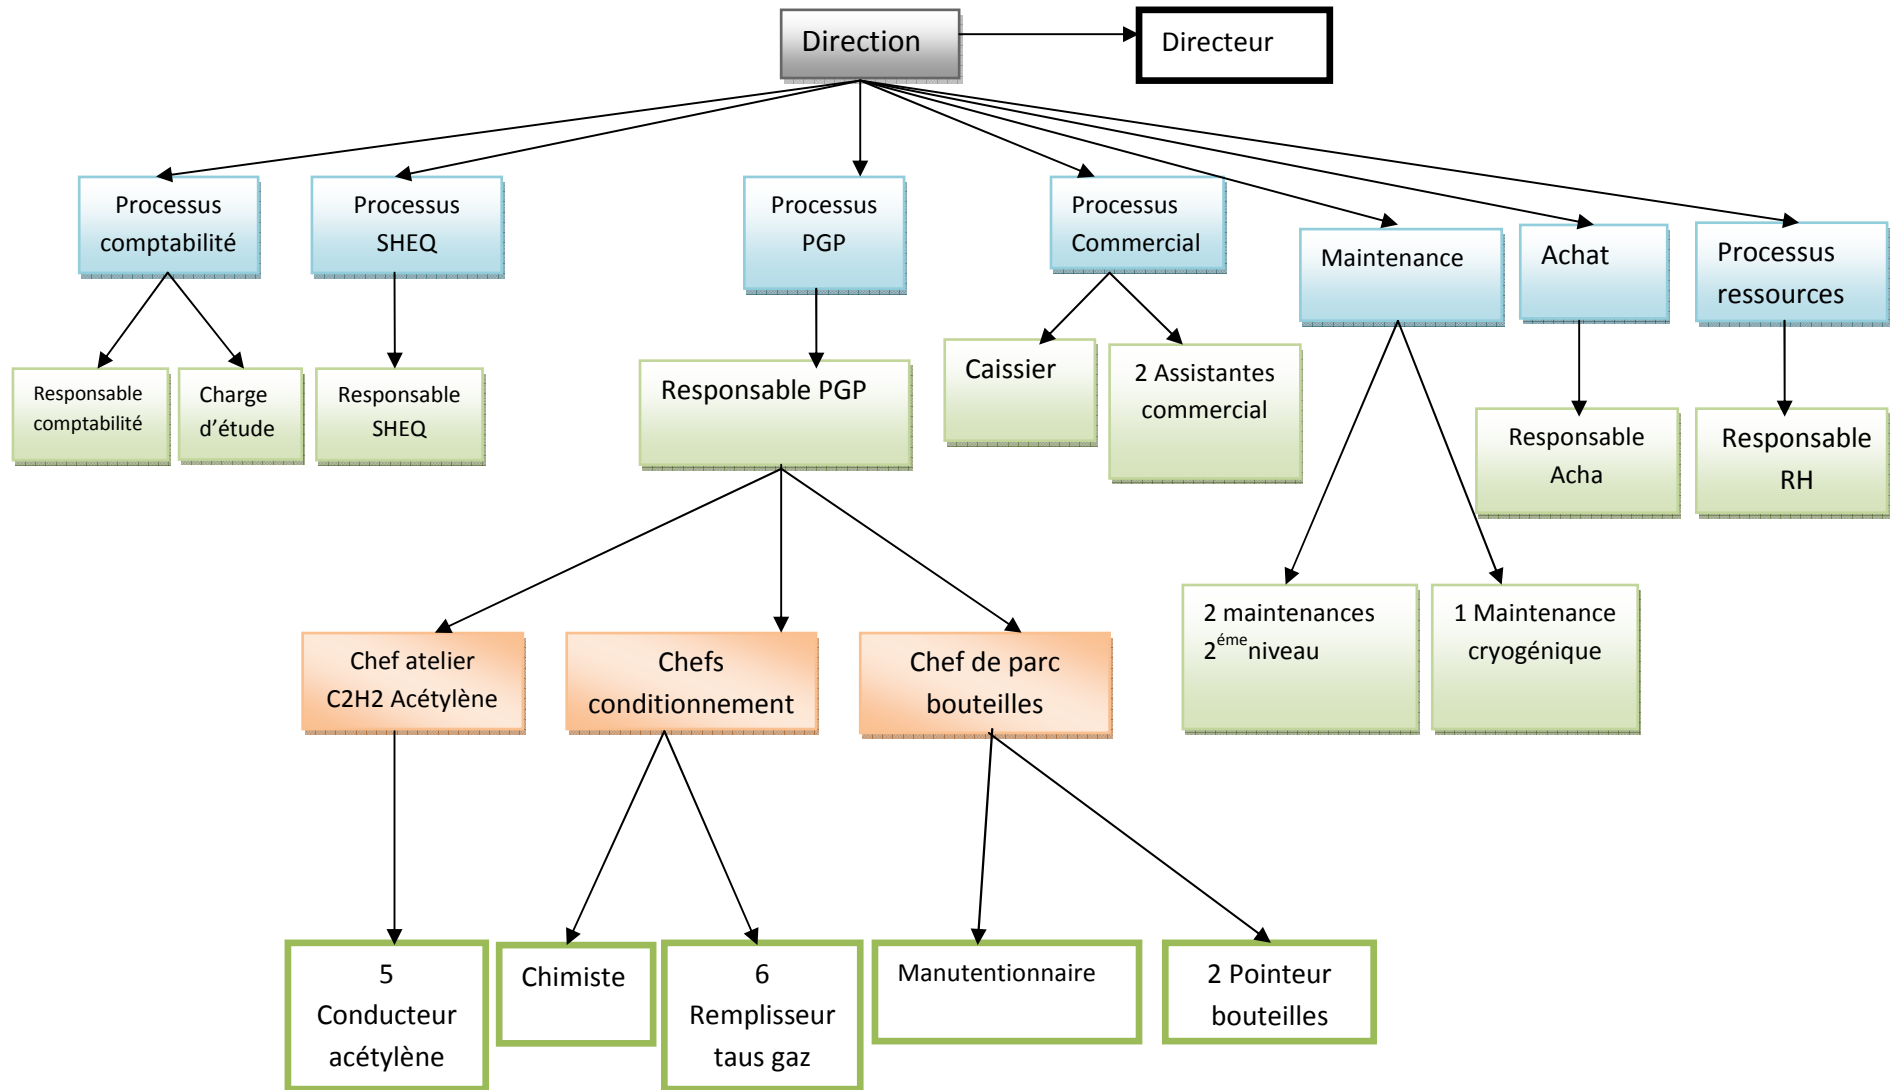 Direction
Directeur
Processus
comptabilité
Processus
SHEQ
Processus
PGP
Processus
Commercial
Maintenance
Achat
Processus
ressources
Responsable
comptabilité
Charge
d'étude
Responsable
SHEQ
Responsable PGP
Caissier
2 Assistantes
commercial
Responsable
Acha
Responsable
RH
2 maintenances
2éme niveau
1 Maintenance
cryogénique
Chef atelier
C2H2 Acétylène
Chefs
conditionnement
Chef de parc
bouteilles
5
Conducteur
acétylène
Chimiste
6
Remplisseur
taus gaz
Manutentionnaire
2 Pointeur
bouteilles